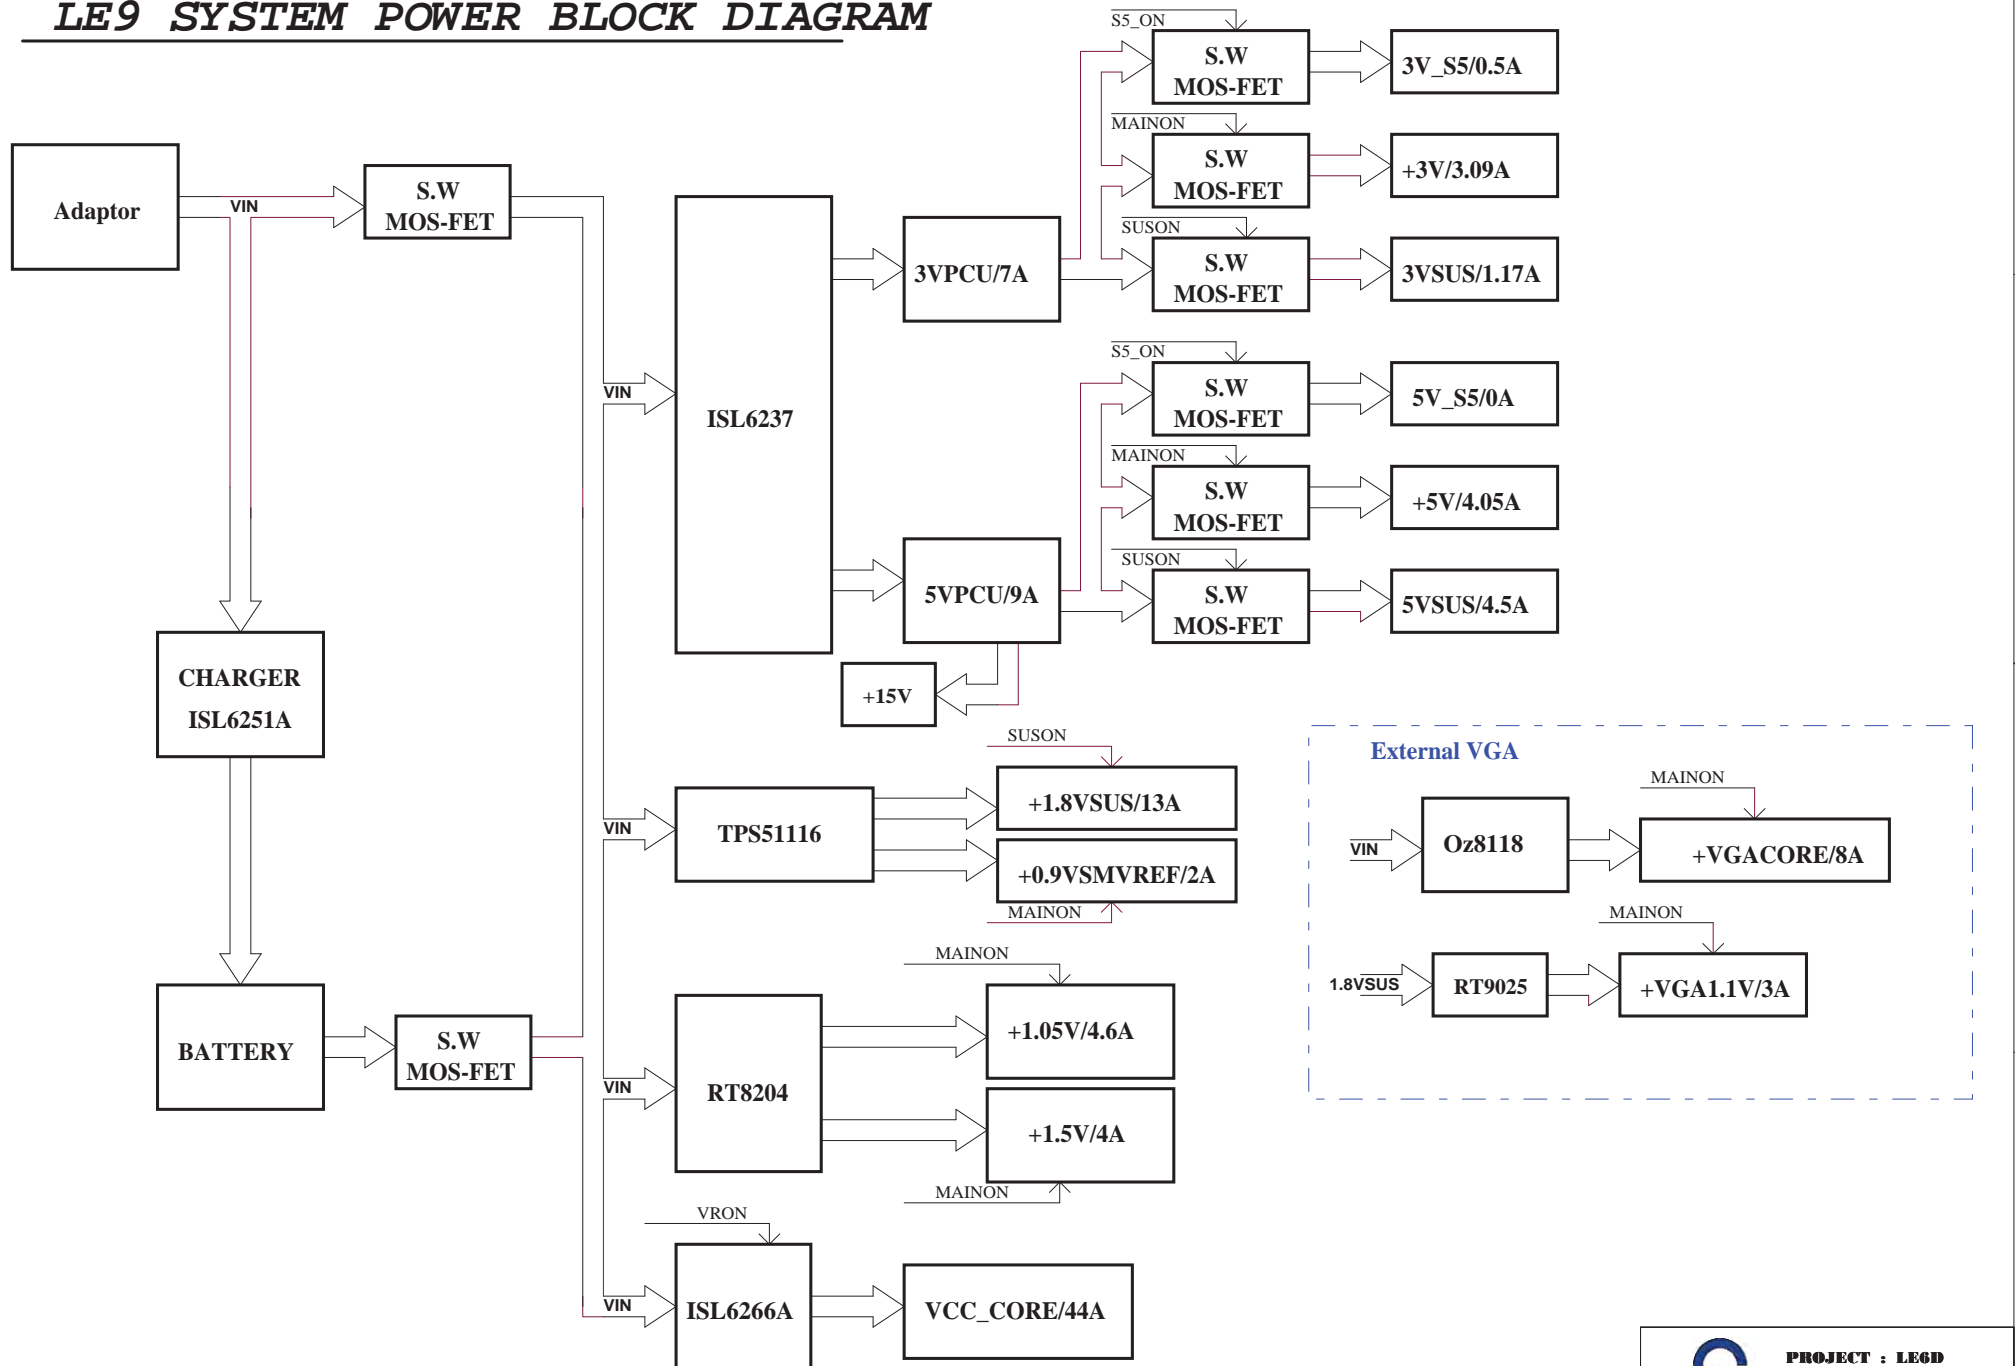 LE9 SYSTEM POWER BLOCK DIAGRAM
Adaptor
VIN
S.W
MOS-FET
CHARGER
ISL6251A
BATTERY
S.W
MOS-FET
VIN
ISL6237
3VPCU/7A
S5_ON
S.W
MOS-FET
3V_S5/0.5A
MAINON
S.W
MOS-FET
+3V/3.09A
SUSON
S.W
MOS-FET
3VSUS/1.17A
5VPCU/9A
S5_ON
S.W
MOS-FET
5V_S5/0A
MAINON
S.W
MOS-FET
+5V/4.05A
SUSON
S.W
MOS-FET
5VSUS/4.5A
+15V
VIN
TPS51116
SUSON
+1.8VSUS/13A
+0.9VSMVREF/2A
MAINON
VIN
RT8204
MAINON
+1.05V/4.6A
+1.5V/4A
MAINON
VRON
VIN
ISL6266A
VCC_CORE/44A
External VGA
MAINON
VIN
Oz8118
+VGACORE/8A
MAINON
1.8VSUS
RT9025
+VGA1.1V/3A
PROJECT : LE6D